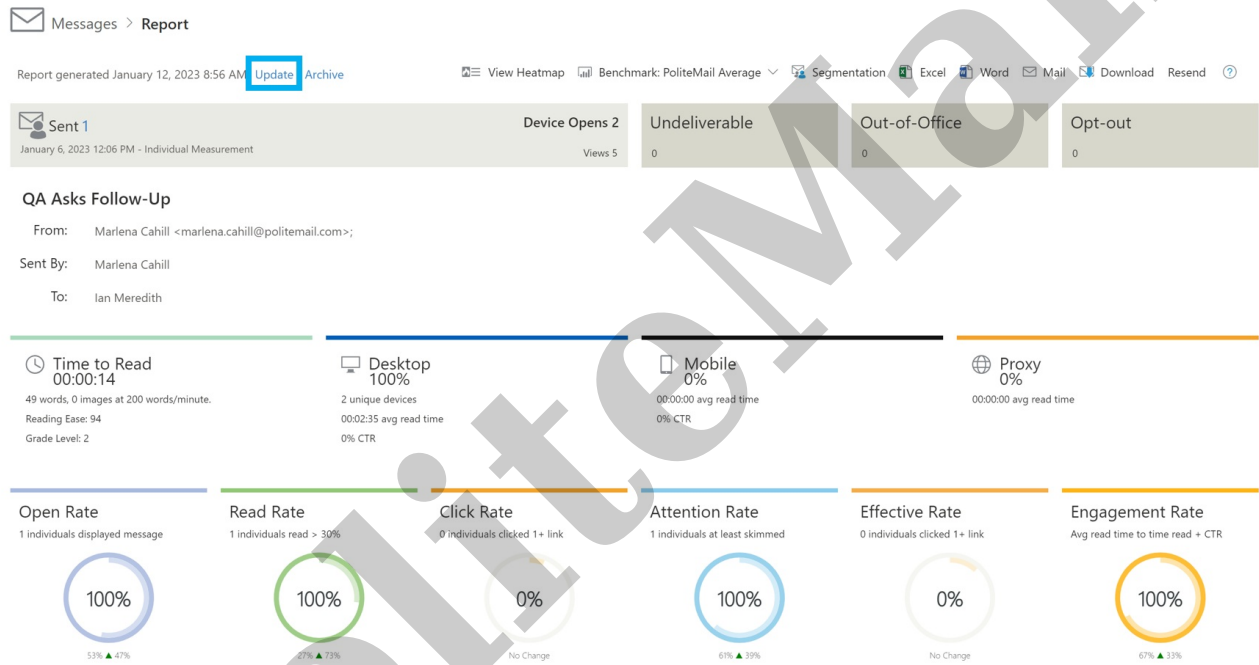 Messages > Report
Report generated January 12, 2023 8:56 AM Update Archive View Heatmap Benchmark: PoliteMail Average Segmentation Excel Word Mail Download Resend ?
Sent 1 Device Opens 2 Undeliverable Out-of-Office Opt-out
January 6, 2023 12:06 PM - Individual Measurement Views 5 0 0 0
QA Asks Follow-Up
From: Marlena Cahill <marlena.cahill@politemail.com>;
Sent By: Marlena Cahill
To: Ian Meredith
Time to Read Desktop Mobile Proxy
00:00:14 100% 0% 0%
49 words, 0 images at 200 words/minute. 2 unique devices 00:00:00 avg read time 00:00:00 avg read time
Reading Ease: 94 00:02:35 avg read time 0% CTR
Grade Level: 2 0% CTR
Open Rate Read Rate Click Rate Attention Rate Effective Rate Engagement Rate
1 individuals displayed message 1 individuals read > 30% 0 individuals clicked 1+ link 1 individuals at least skimmed 0 individuals clicked 1+ link Avg read time to time read + CTR
100% 100% 0% 100% 0% 100%
53% ▲ 47% 27% ▲ 73% No Change 61% ▲ 39% No Change 67% ▲ 33%